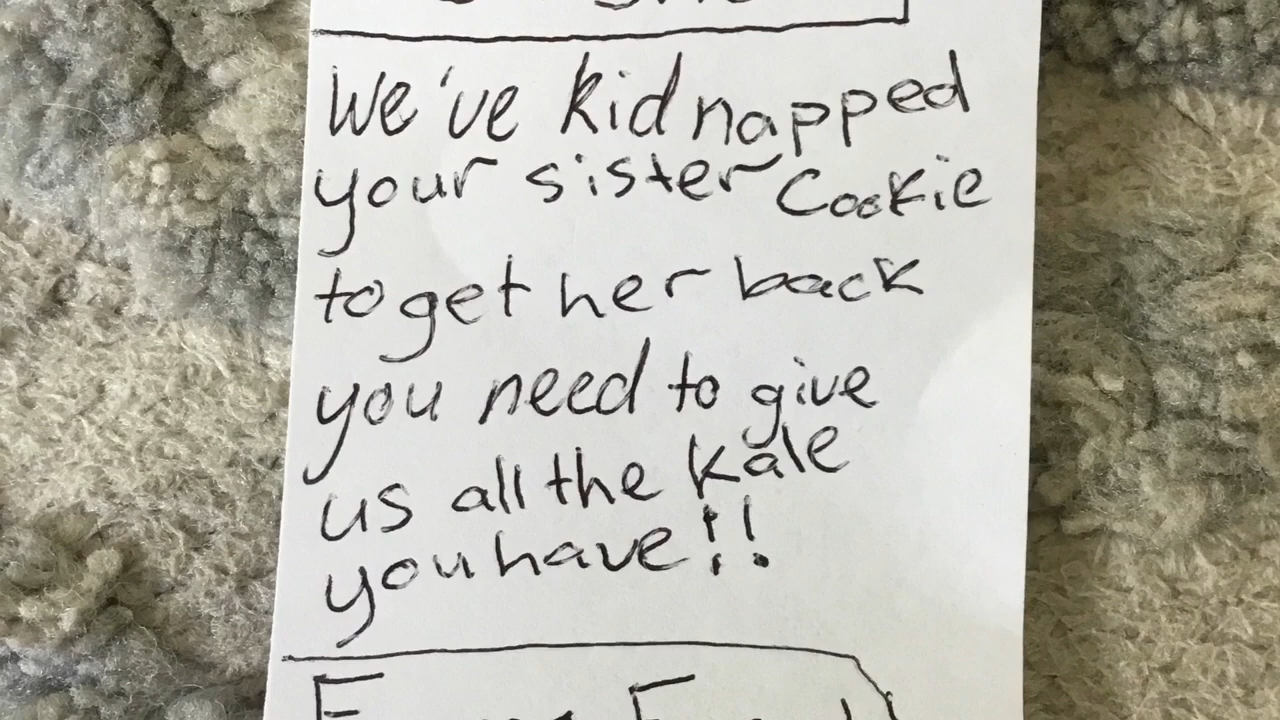 We've kidnapped
your sister Cookie
to get her back
you need to give
us all the kale
you have!!